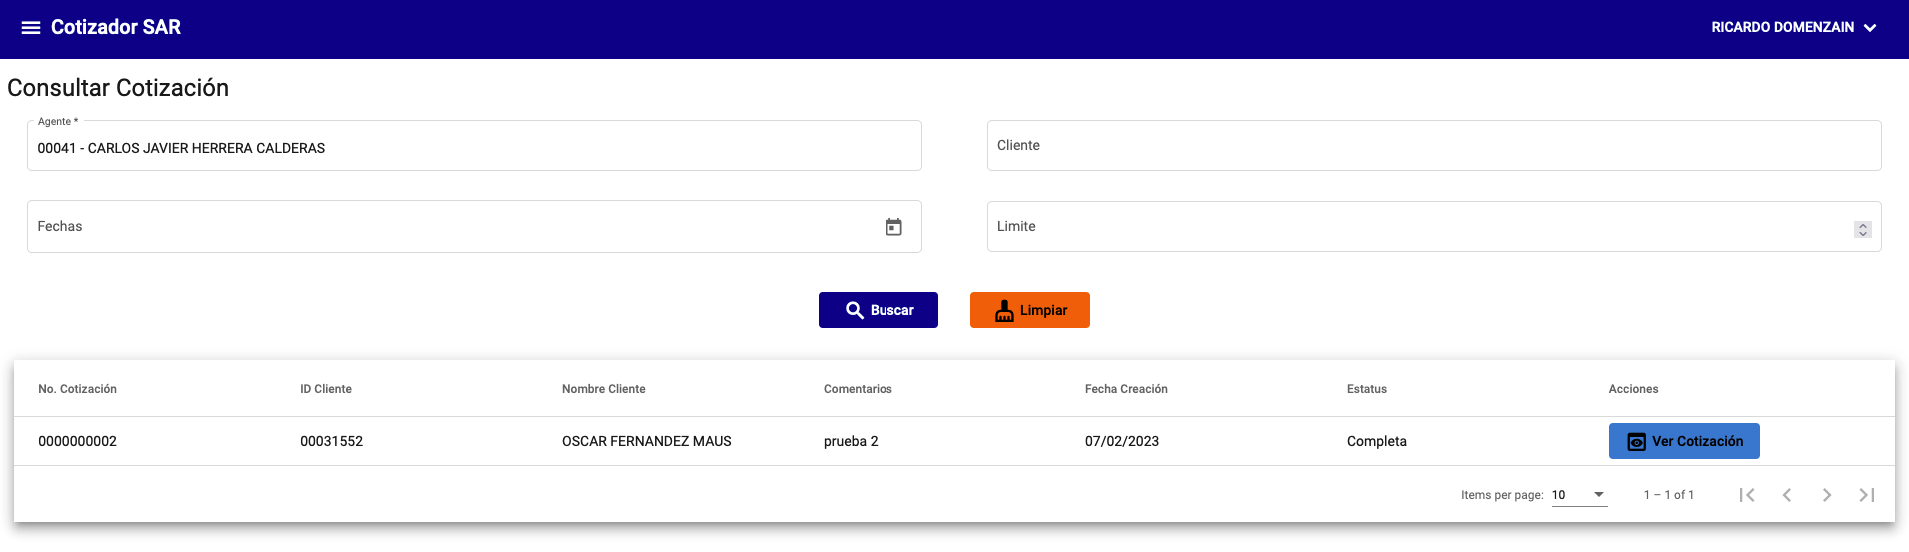 Cotizador SAR
RICARDO DOMENZAIN
Consultar Cotización
Agente *
00041 - CARLOS JAVIER HERRERA CALDERAS
Cliente
Fechas
Limite
Buscar
Limpiar
No. Cotización ID Cliente Nombre Cliente Comentarios Fecha Creación Estatus Acciones
0000000002 00031552 OSCAR FERNANDEZ MAUS prueba 2 07/02/2023 Completa Ver Cotización
Items per page: 10 1 – 1 of 1